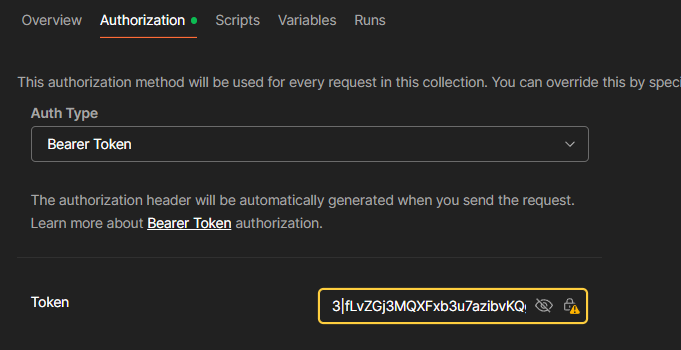 Overview Authorization Scripts Variables Runs
This authorization method will be used for every request in this collection. You can override this by speci
Auth Type
Bearer Token
The authorization header will be automatically generated when you send the request.
Learn more about Bearer Token authorization.
Token 3|fLvZGj3MQXFxb3u7azibvKQ